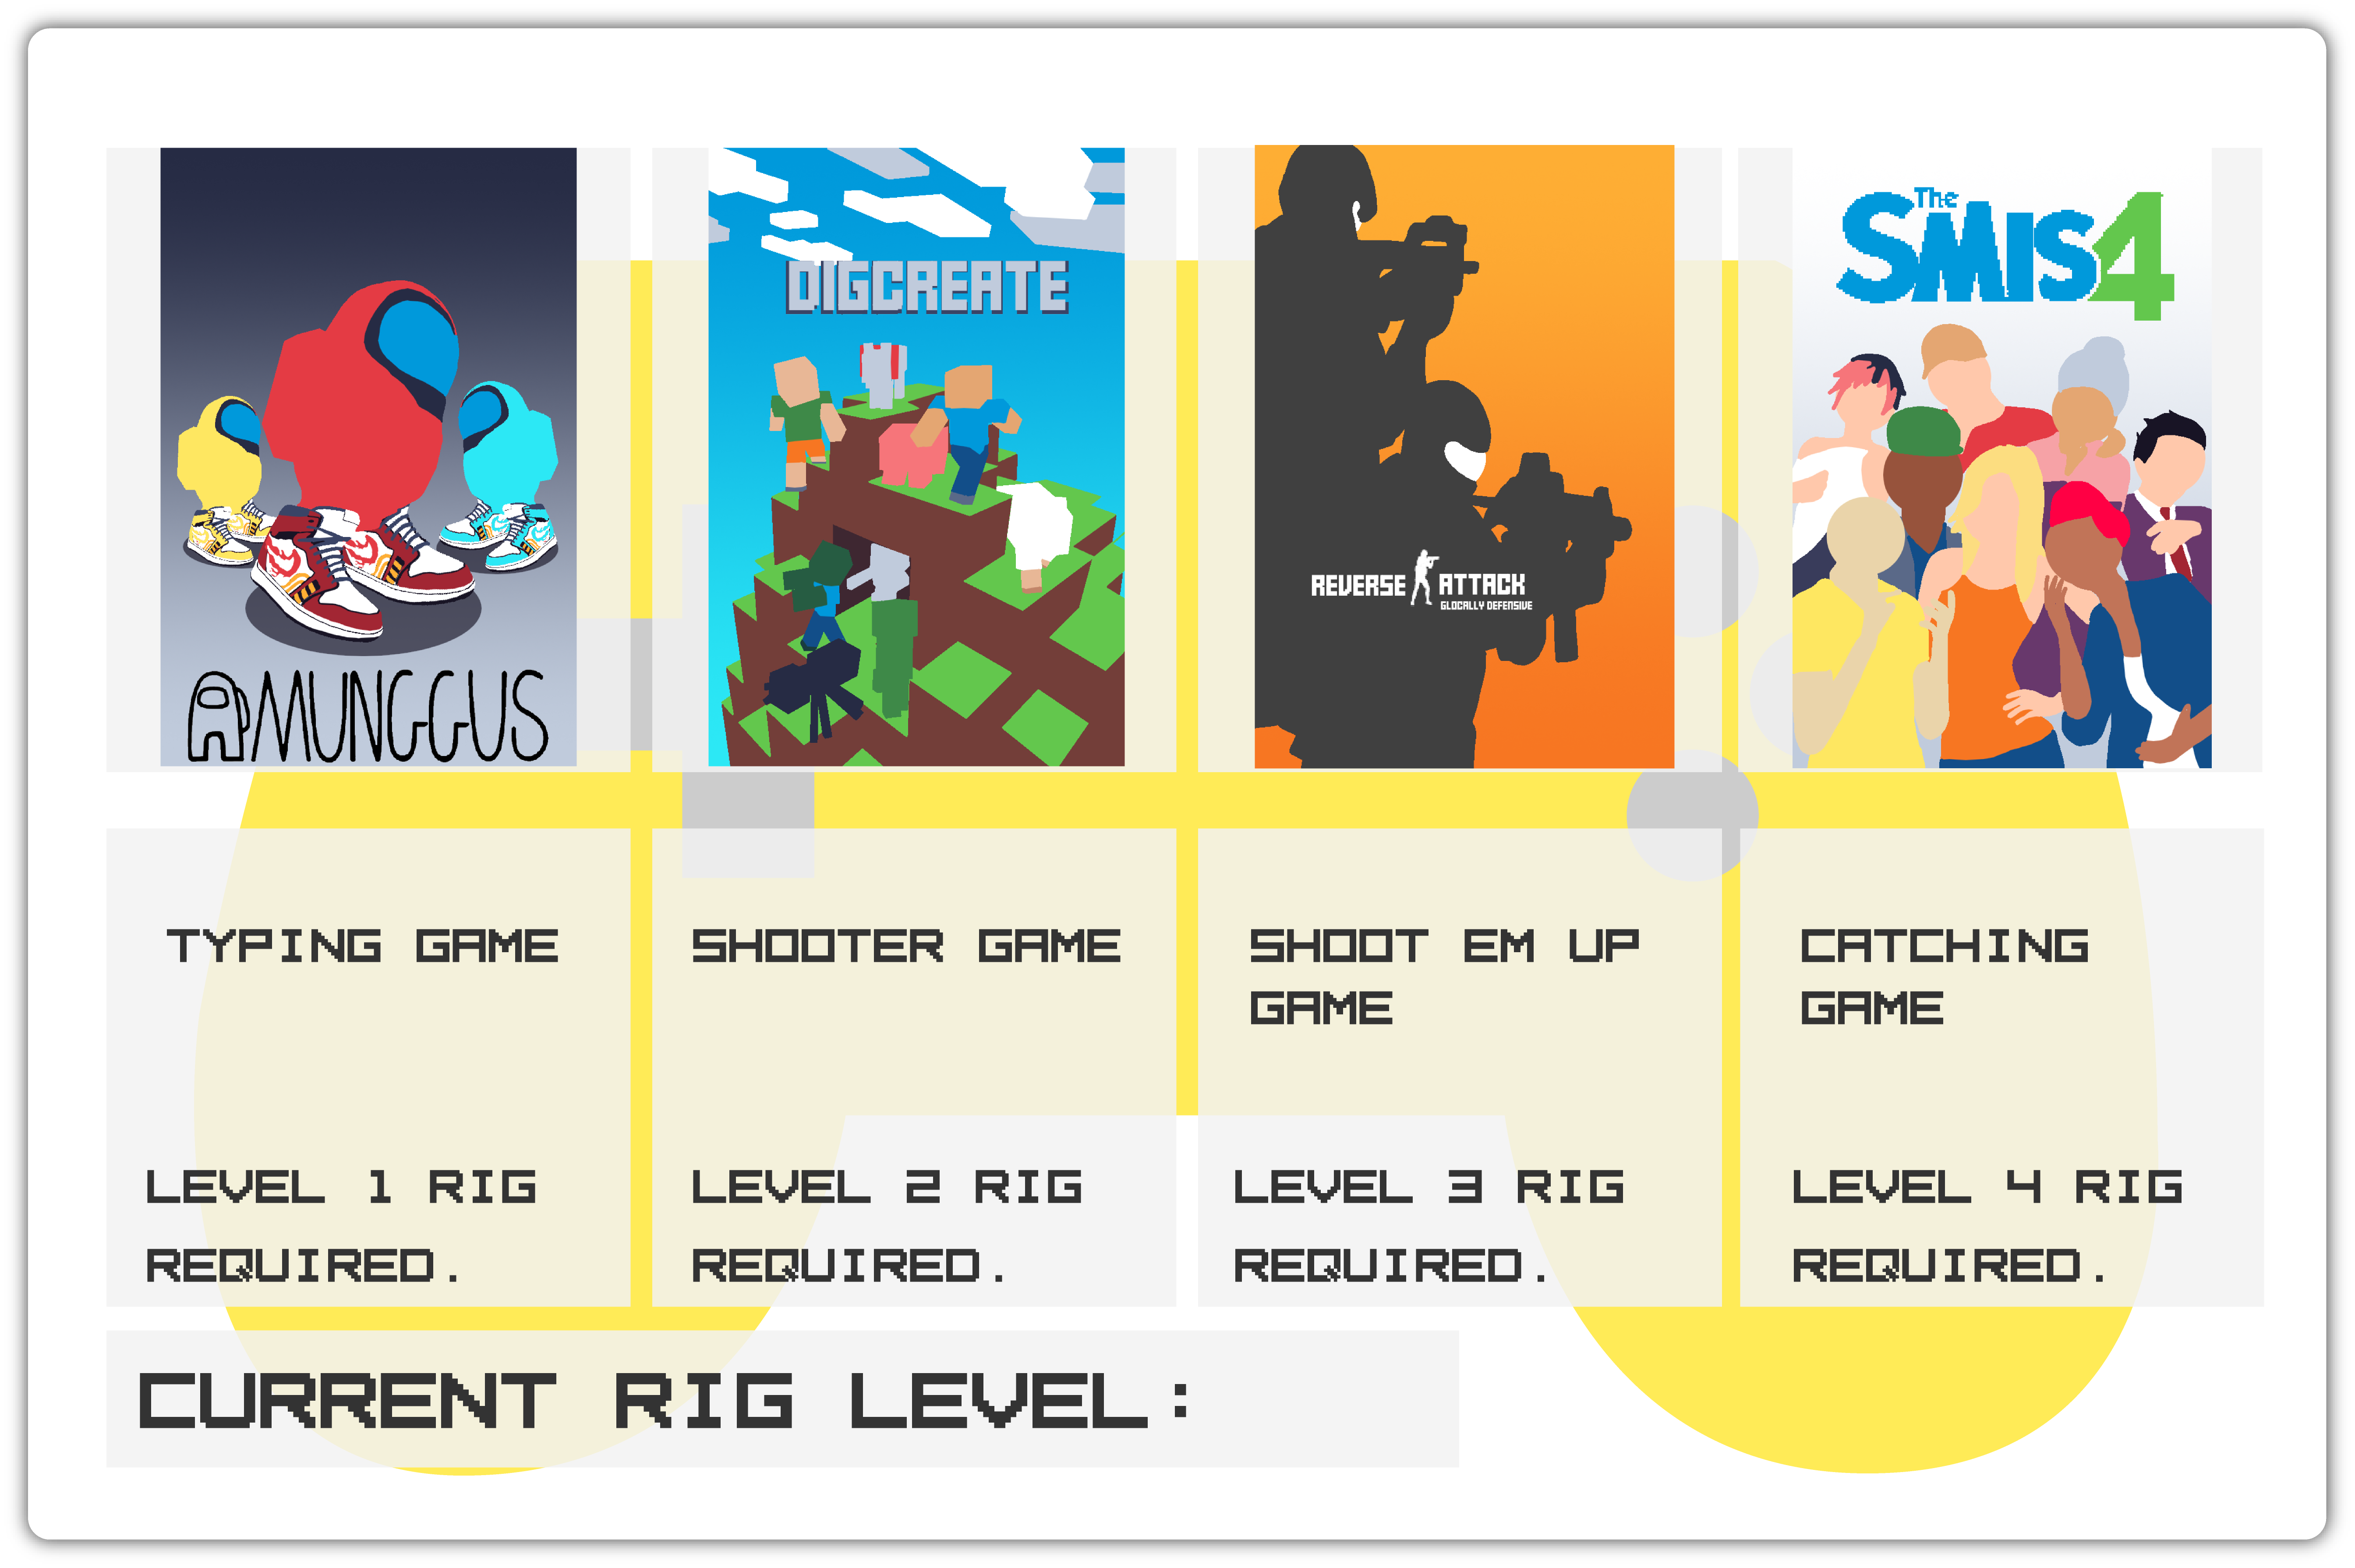 AMUNGGUS
DIGCREATE
REVERSE ATTACK
GLOCALLY DEFENSIVE
The
SMIS4
TYPING GAME
LEVEL 1 RIG
REQUIRED.
SHOOTER GAME
LEVEL 2 RIG
REQUIRED.
SHOOT EM UP
GAME
LEVEL 3 RIG
REQUIRED.
CATCHING
GAME
LEVEL 4 RIG
REQUIRED.
CURRENT RIG LEVEL: